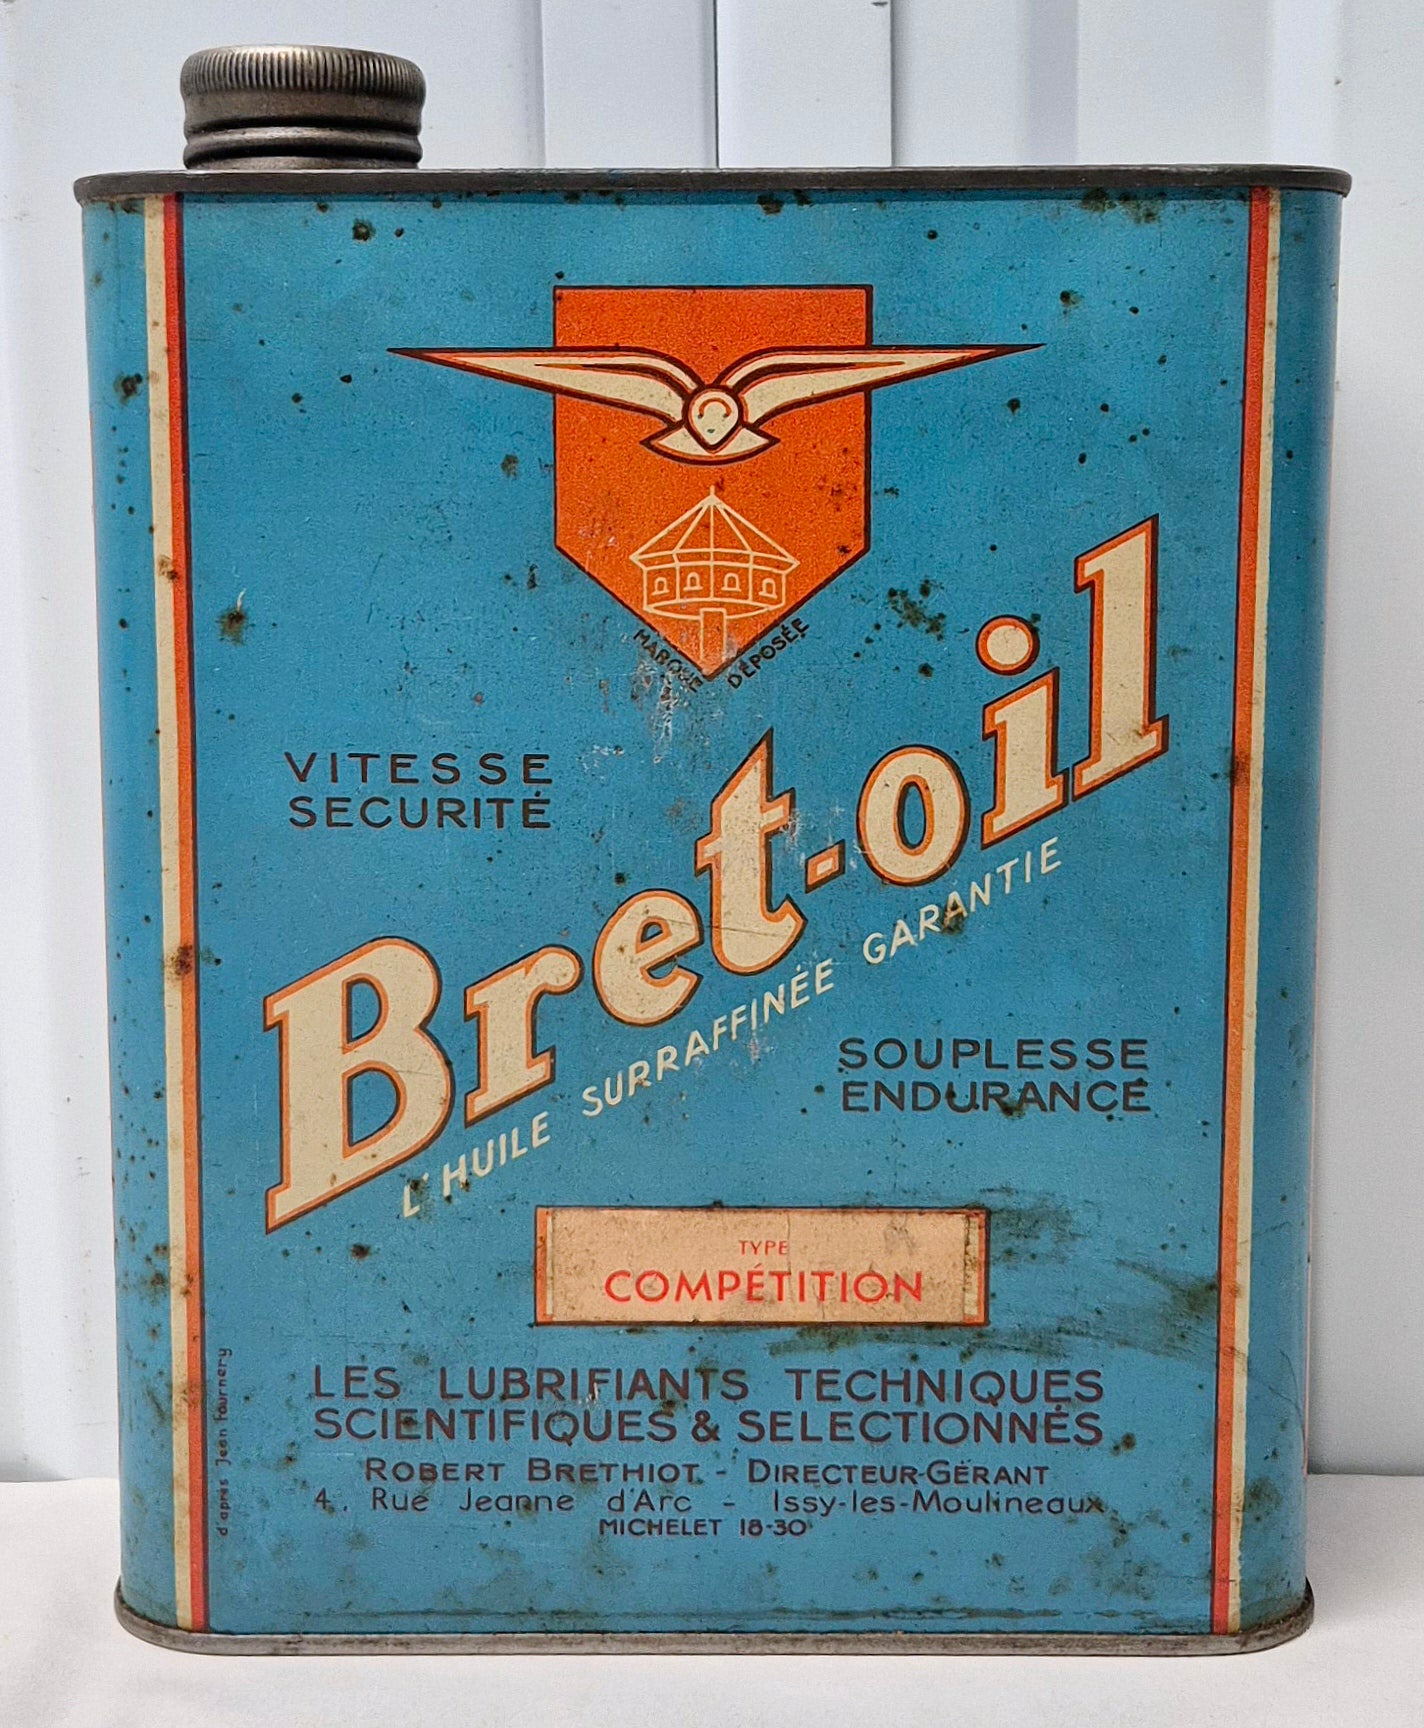 MARQUE DÉPOSÉE
VITESSE
SECURITÉ
Bret-oil
L'HUILE SURRAFFINÉE GARANTIE
SOUPLESSE
ENDURANCE
TYPE
COMPÉTITION
LES LUBRIFIANTS TECHNIQUES
SCIENTIFIQUES & SELECTIONNÉS
ROBERT BRETHIOT - DIRECTEUR-GÉRANT
4, Rue Jeanne d'Arc - Issy-les-Moulineaux
MICHELET 18-30
d'après Jean Fournery